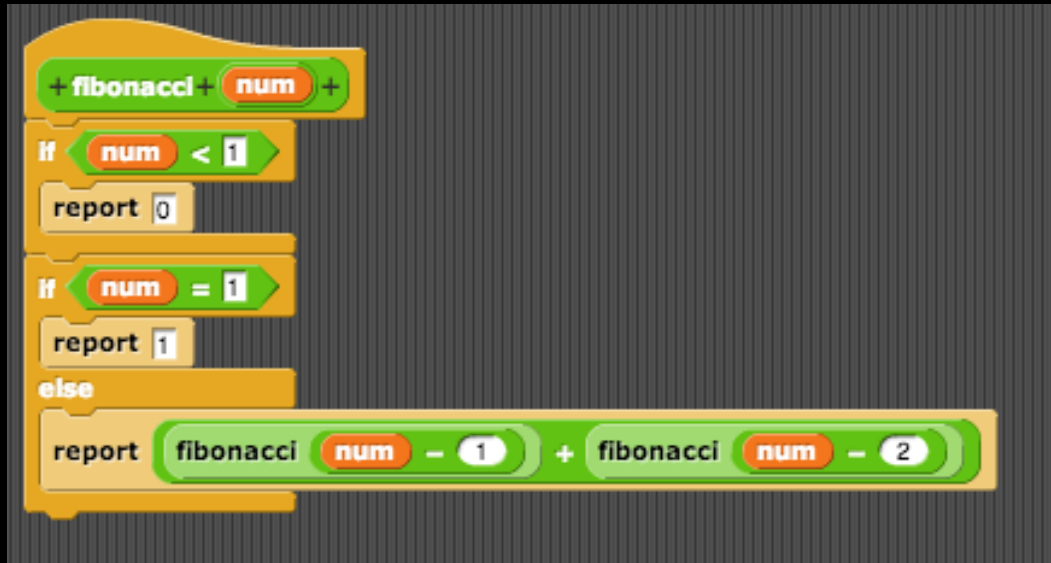 +fibonacci+ num +
if num < 1
report 0
if num = 1
report 1
else
report fibonacci num - 1 + fibonacci num - 2